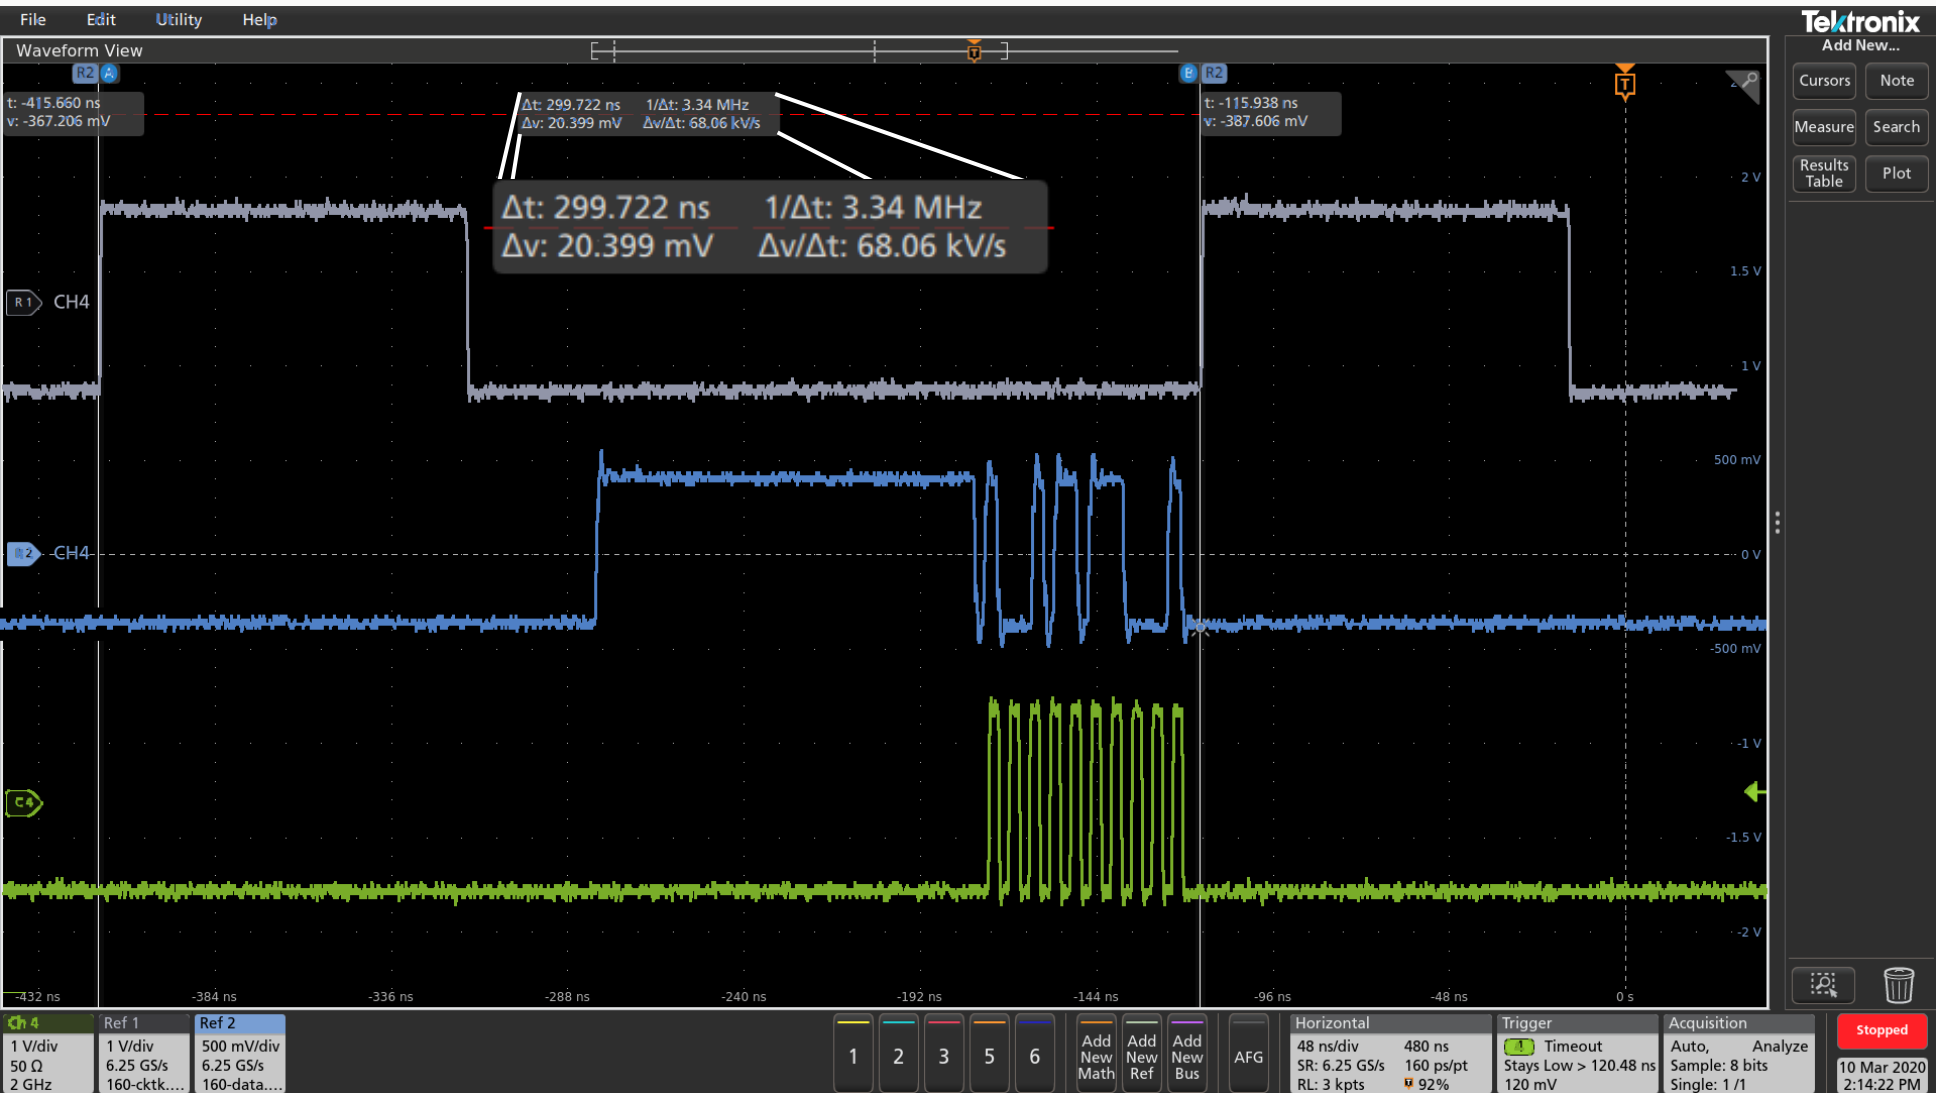 File Edit Utility Help
Tektronix
Waveform View
Add New...
R2 A
B R2
T
T
Cursors Note
Measure Search
Results Table Plot
t: -415.660 ns
v: -367.206 mV
Δt: 299.722 ns 1/Δt: 3.34 MHz
Δv: 20.399 mV Δv/Δt: 68.06 kV/s
t: -115.938 ns
v: -387.606 mV
Δt: 299.722 ns 1/Δt: 3.34 MHz
Δv: 20.399 mV Δv/Δt: 68.06 kV/s
2 V
1.5 V
R 1 CH4
1 V
500 mV
R 2 CH4
0 V
-500 mV
-1 V
C4
-1.5 V
-2 V
-432 ns -384 ns -336 ns -288 ns -240 ns -192 ns -144 ns -96 ns -48 ns 0 s
Ch 4
1 V/div
50 Ω
2 GHz
Ref 1
1 V/div
6.25 GS/s
160-cktk....
Ref 2
500 mV/div
6.25 GS/s
160-data....
1 2 3 5 6
Add New Math
Add New Ref
Add New Bus
AFG
Horizontal
48 ns/div 480 ns
SR: 6.25 GS/s 160 ps/pt
RL: 3 kpts 92%
Trigger
4 Timeout
Stays Low > 120.48 ns
120 mV
Acquisition
Auto, Analyze
Sample: 8 bits
Single: 1 /1
Stopped
10 Mar 2020
2:14:22 PM